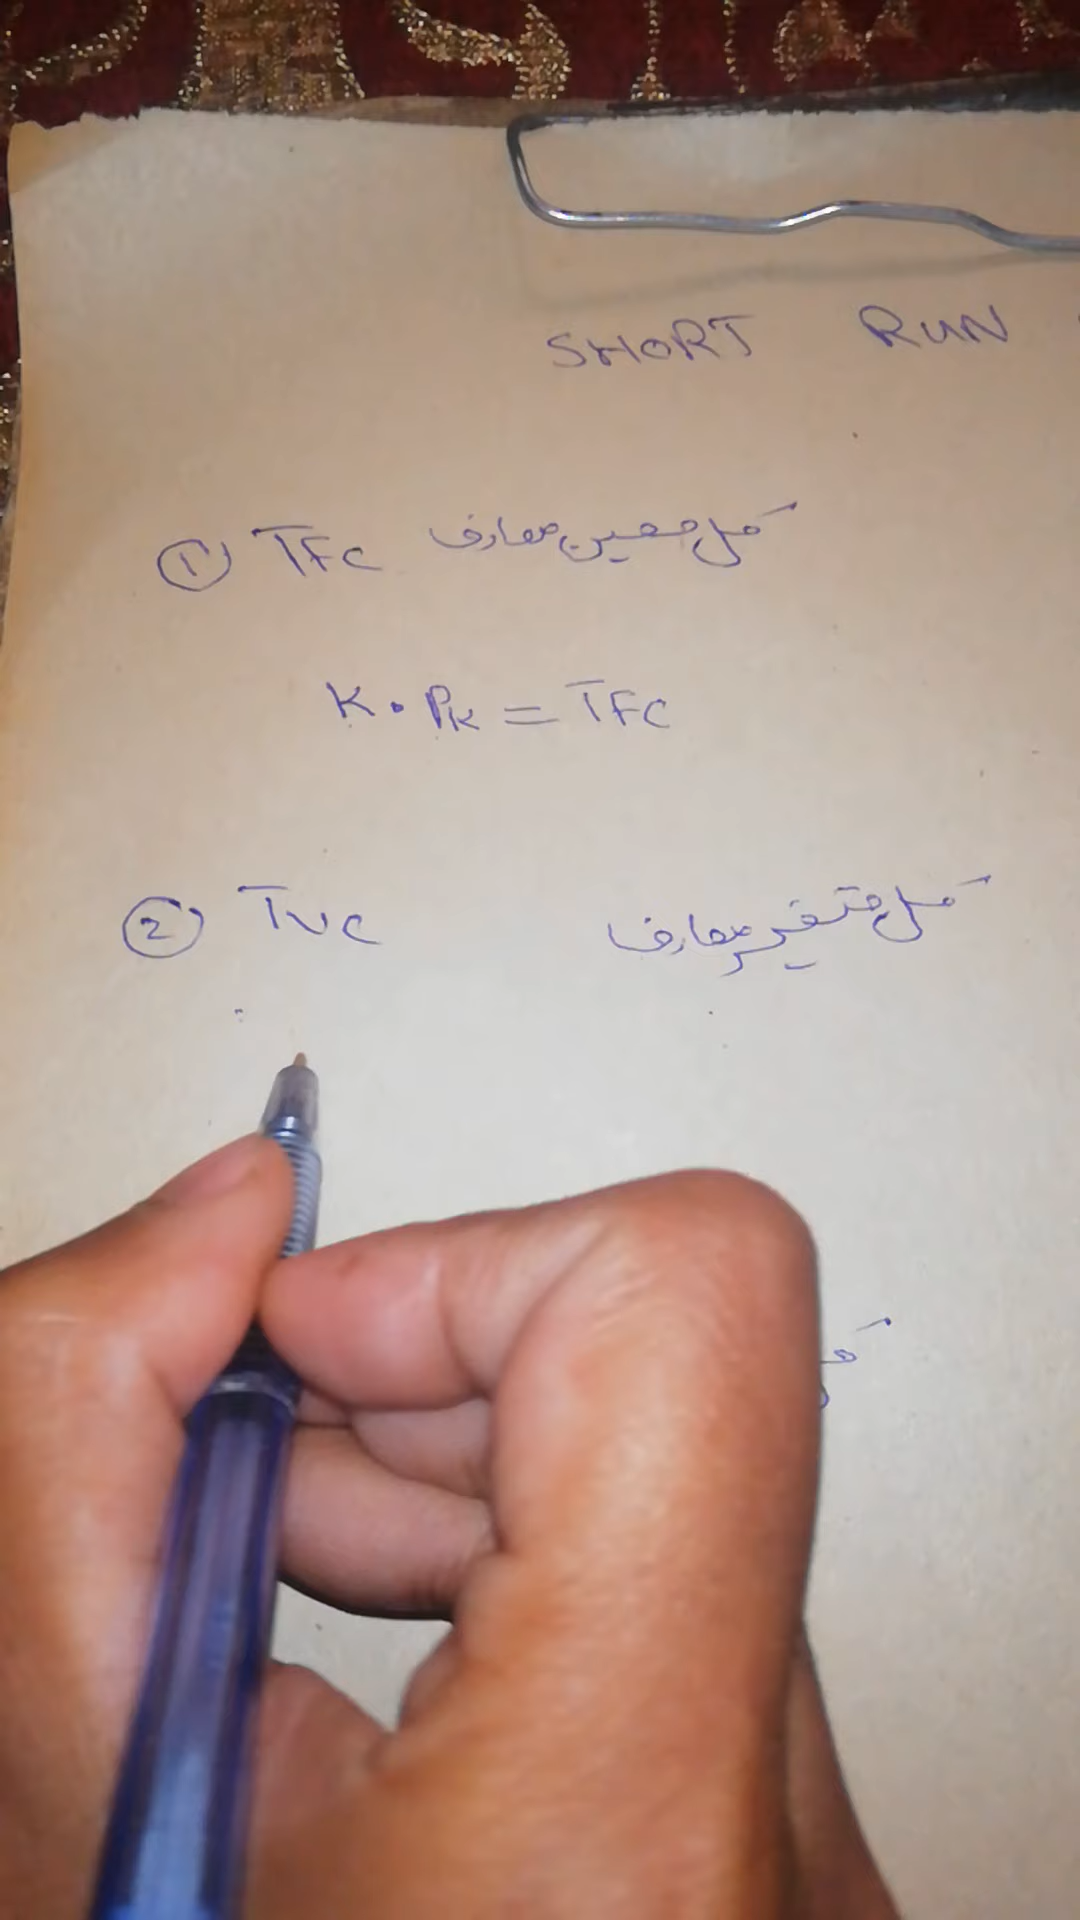 SHORT RUN
① TFC کل معین مصارف
K . PK = TFC
② TVC کل متغیر مصارف